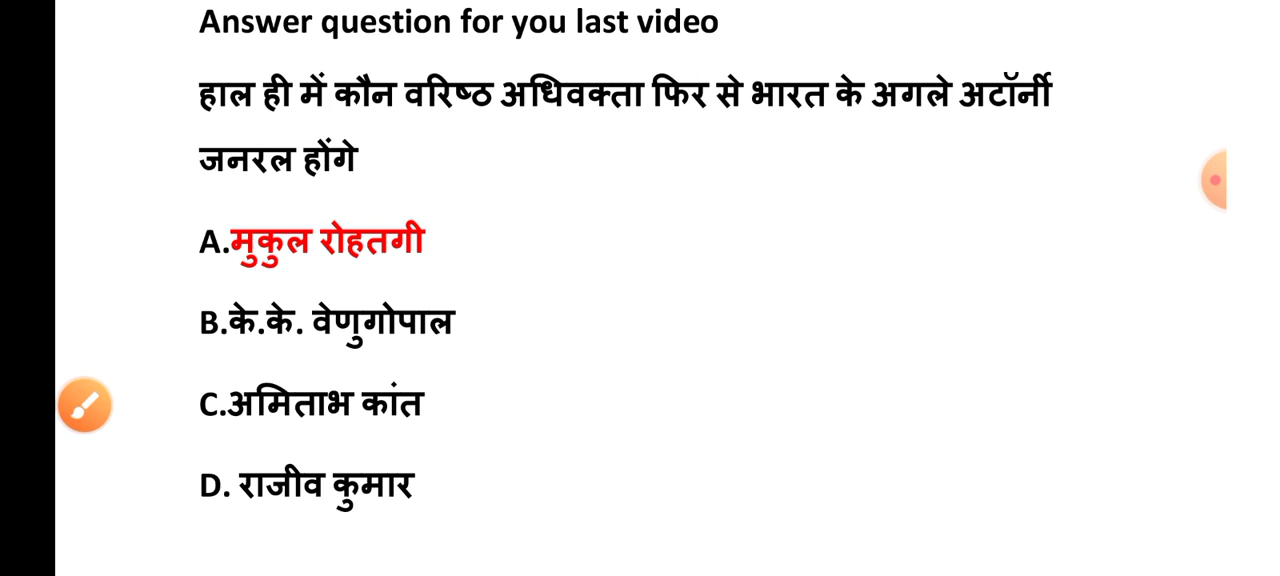 Answer question for you last video
हाल ही में कौन वरिष्ठ अधिवक्ता फिर से भारत के अगले अटॉर्नी
जनरल होंगे
A.मुकुल रोहतगी
B.के.के. वेणुगोपाल
C.अमिताभ कांत
D. राजीव कुमार